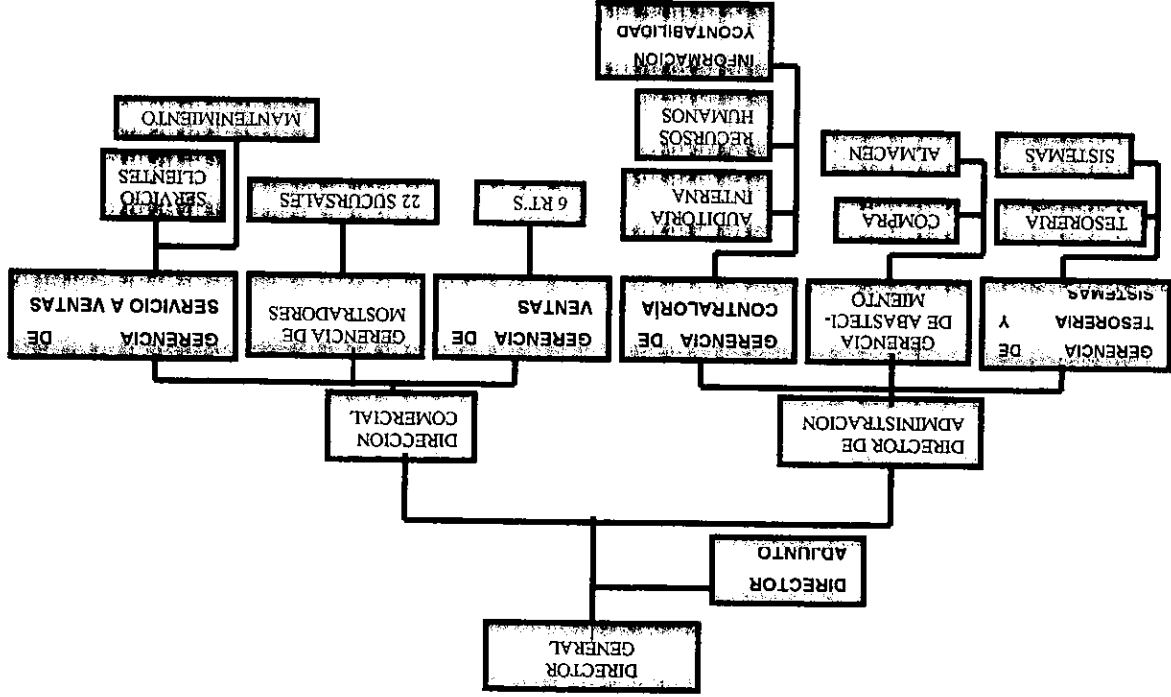 DIRECTOR
GENERAL
DIRECTOR
ADJUNTO
DIRECTOR DE
ADMINISTRACION
DIRECCION
COMERCIAL
GERENCIA DE
TESORERIA Y
SISTEMAS
GERENCIA
DE ABASTECI-
MIENTO
GERENCIA DE
CONTRALORIA
GERENCIA DE
VENTAS
GERENCIA DE
MOSTRADORES
GERENCIA DE
SERVICIO A VENTAS
TESORERIA
SISTEMAS
COMPRA
ALMACEN
AUDITORIA
INTERNA
RECURSOS
HUMANOS
INFORMACION
YCONTABILIDAD
6 RT'S
22 SUCURSALES
SERVICIO
CLIENTES
MANTENIMIENTO